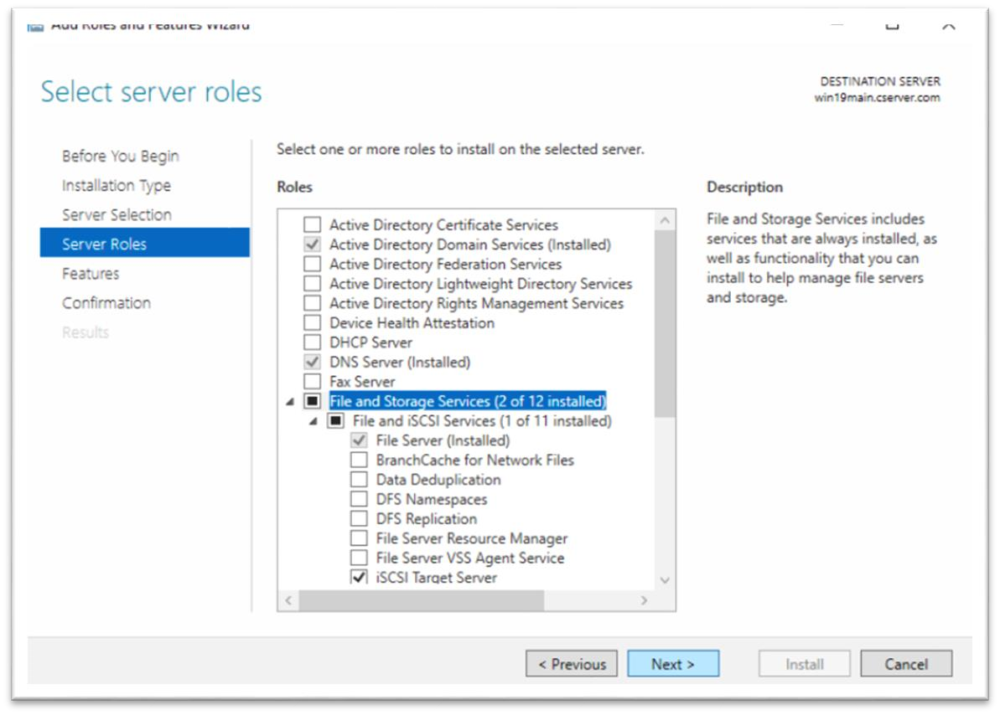 Add Roles and Features Wizard
Select server roles
DESTINATION SERVER
win19main.cserver.com
Before You Begin
Installation Type
Server Selection
Server Roles
Features
Confirmation
Results
Select one or more roles to install on the selected server.
Roles
Active Directory Certificate Services
Active Directory Domain Services (Installed)
Active Directory Federation Services
Active Directory Lightweight Directory Services
Active Directory Rights Management Services
Device Health Attestation
DHCP Server
DNS Server (Installed)
Fax Server
File and Storage Services (2 of 12 installed)
File and iSCSI Services (1 of 11 installed)
File Server (Installed)
BranchCache for Network Files
Data Deduplication
DFS Namespaces
DFS Replication
File Server Resource Manager
File Server VSS Agent Service
iSCSI Target Server
Description
File and Storage Services includes
services that are always installed, as
well as functionality that you can
install to help manage file servers
and storage.
< Previous
Next >
Install
Cancel